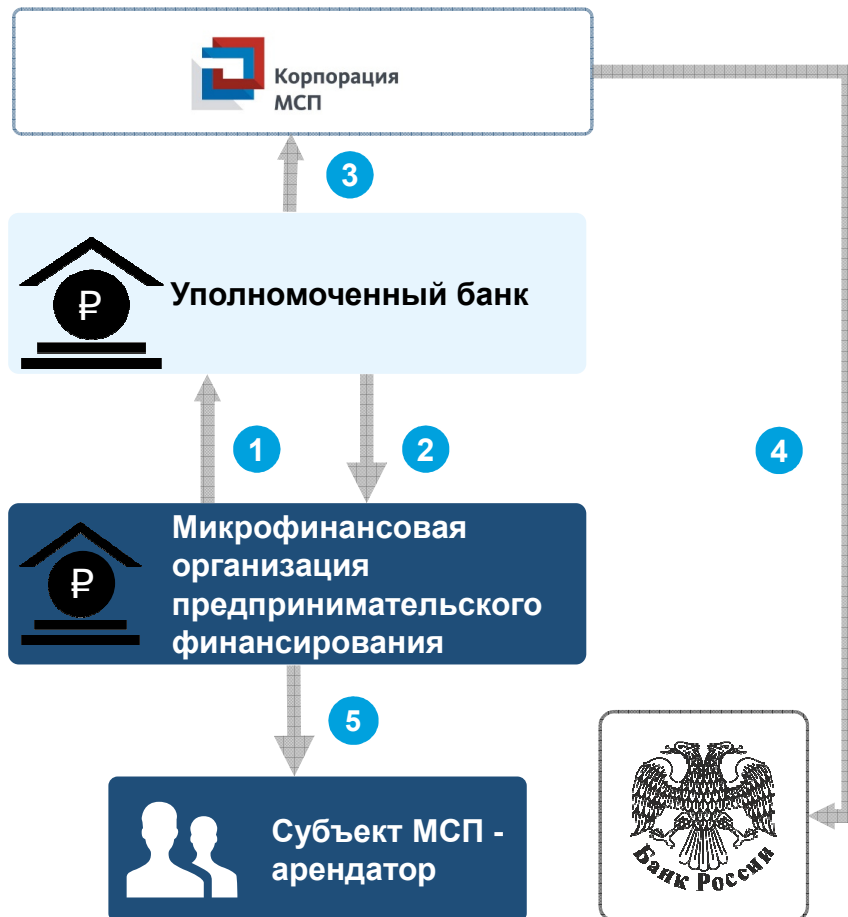 Корпорация
МСП
3
Уполномоченный банк
1
2
4
Микрофинансовая
организация
предпринимательского
финансирования
5
Субъект МСП -
арендатор
Банк России